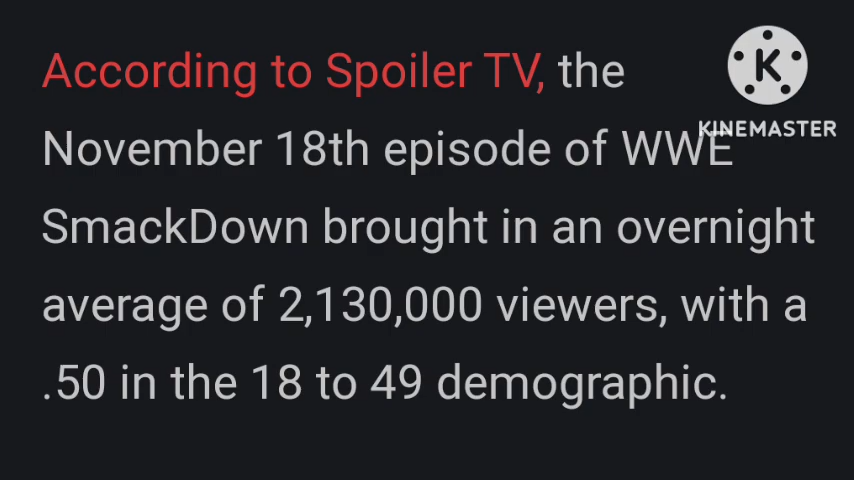 According to Spoiler TV, the
November 18th episode of WWE
SmackDown brought in an overnight
average of 2,130,000 viewers, with a
.50 in the 18 to 49 demographic.
K
KINEMASTER